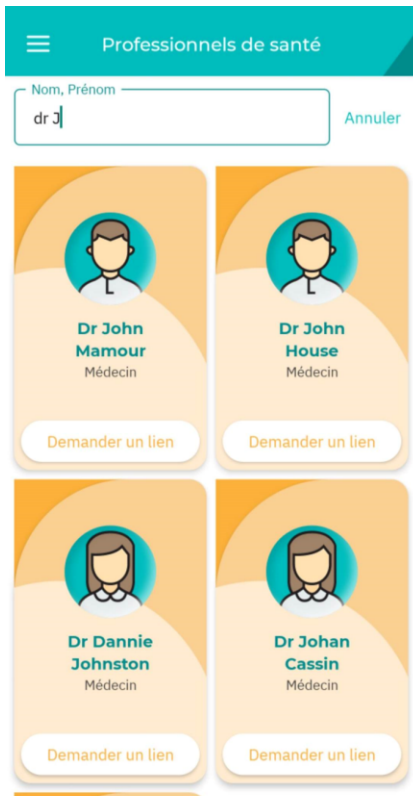 Professionnels de santé
Nom, Prénom
dr J
Annuler
Dr John
Mamour
Médecin
Demander un lien
Dr John
House
Médecin
Demander un lien
Dr Dannie
Johnston
Médecin
Demander un lien
Dr Johan
Cassin
Médecin
Demander un lien